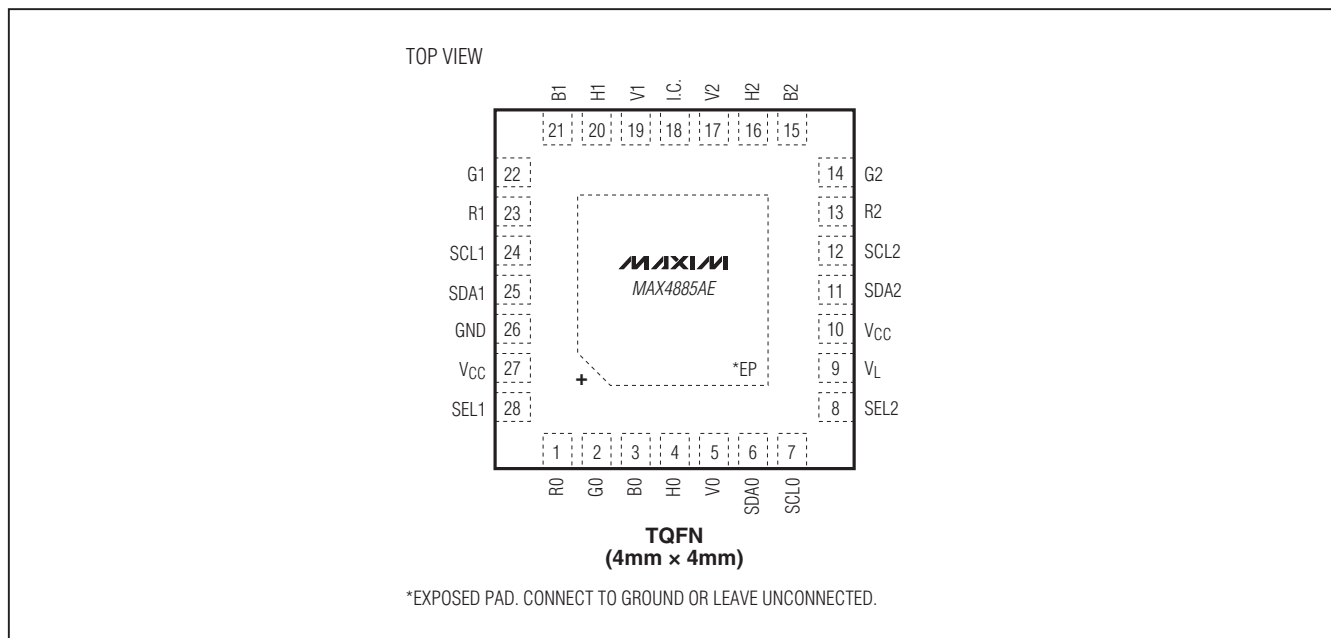 TOP VIEW
B1 H1 V1 I.C. V2 H2 B2
21 20 19 18 17 16 15
G1 22 14 G2
R1 23 13 R2
SCL1 24 12 SCL2
MAXIM
MAX4885AE
SDA1 25 11 SDA2
GND 26 10 VCC
VCC 27 *EP 9 VL
+
SEL1 28 8 SEL2
1 2 3 4 5 6 7
R0 G0 B0 H0 V0 SDA0 SCL0
TQFN
(4mm × 4mm)
*EXPOSED PAD. CONNECT TO GROUND OR LEAVE UNCONNECTED.